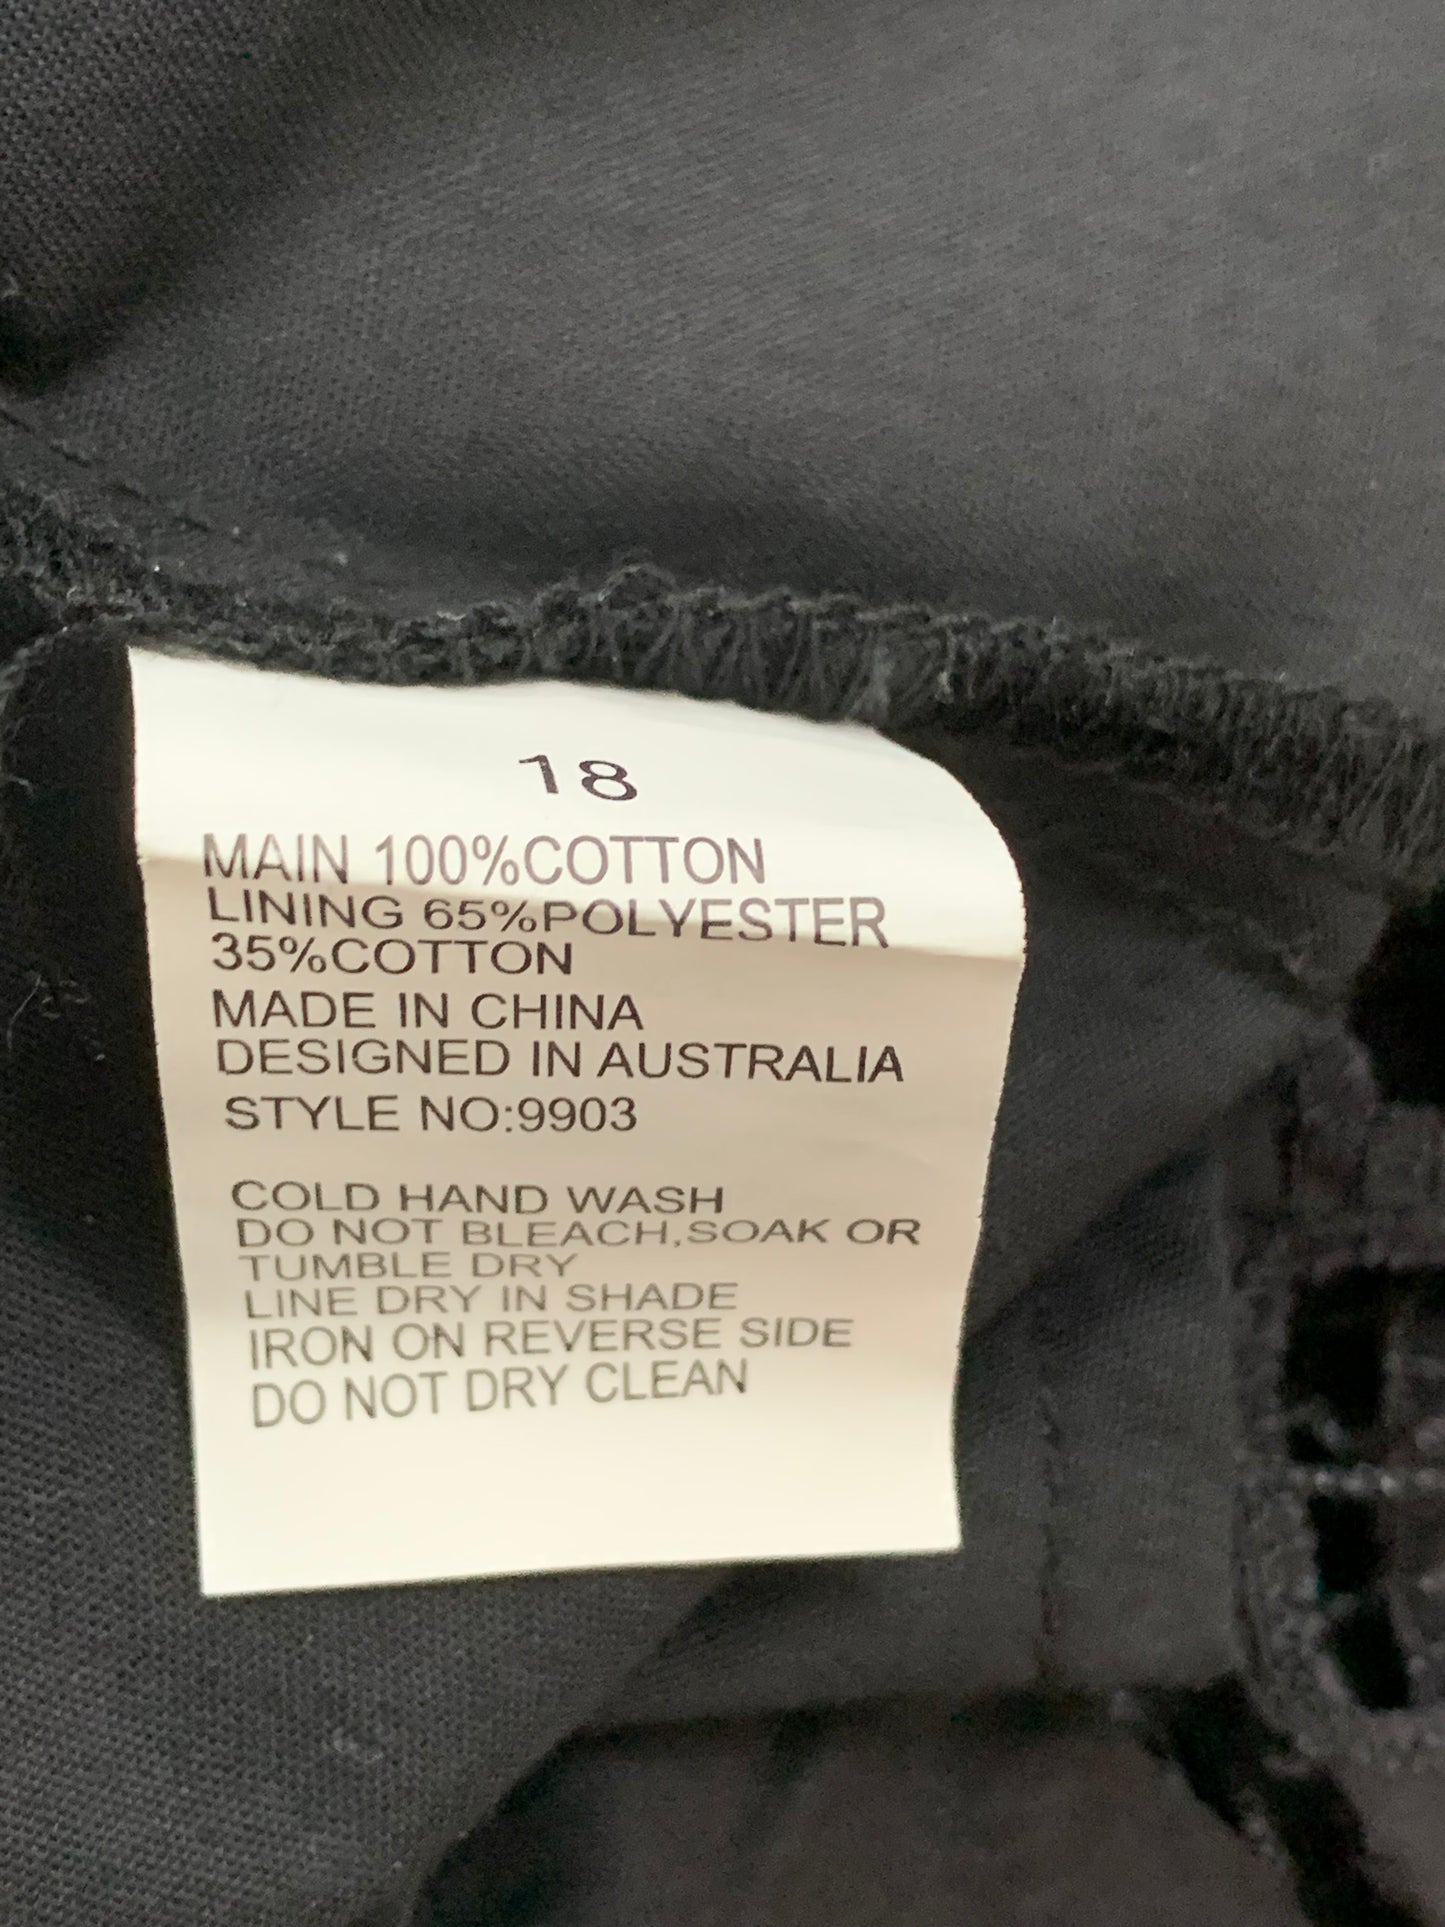 18
MAIN 100%COTTON
LINING 65%POLYESTER
35%COTTON
MADE IN CHINA
DESIGNED IN AUSTRALIA
STYLE NO:9903
COLD HAND WASH
DO NOT BLEACH,SOAK OR
TUMBLE DRY
LINE DRY IN SHADE
IRON ON REVERSE SIDE
DO NOT DRY CLEAN